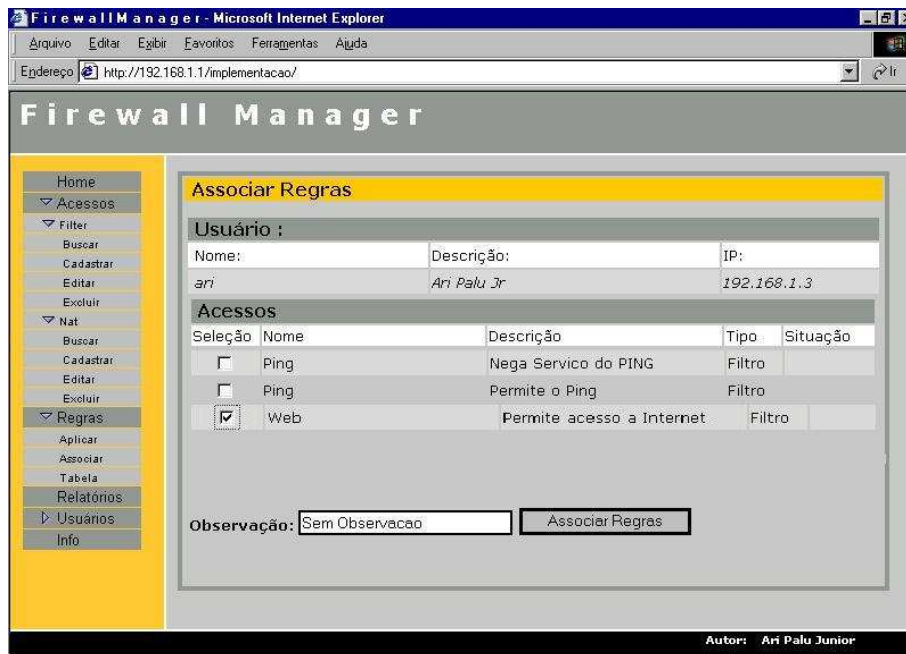 FirewallManager - Microsoft Internet Explorer
Arquivo Editar Exibir Favoritos Ferramentas Ajuda
Endereço http://192.168.1.1/implementacao/ Ir
Firewall Manager
Home
Acessos
Filter
Buscar
Cadastrar
Editar
Excluir
Nat
Buscar
Cadastrar
Editar
Excluir
Regras
Aplicar
Associar
Tabela
Relatórios
Usuários
Info
Associar Regras
Usuário :
Nome: Descrição: IP:
ari Ari Palu Jr 192.168.1.3
Acessos
Seleção Nome Descrição Tipo Situação
Ping Nega Servico do PING Filtro
Ping Permite o Ping Filtro
Web Permite acesso a Internet Filtro
Observação: Sem Observacao Associar Regras
Autor: Ari Palu Junior